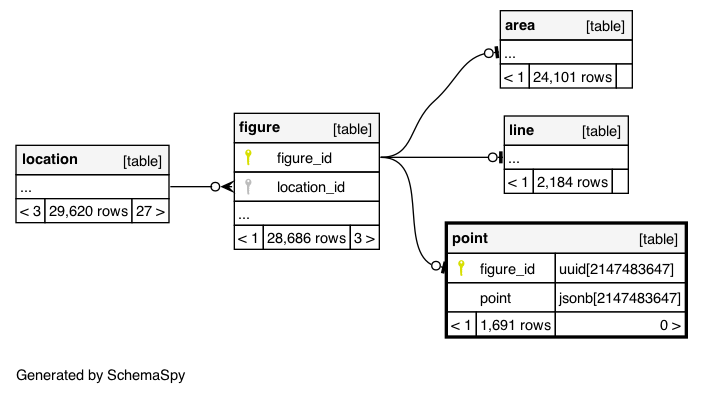 area [table]
...
< 1 24,101 rows
figure [table]
figure_id
location_id
...
< 1 28,686 rows 3 >
line [table]
...
< 1 2,184 rows
location [table]
...
< 3 29,620 rows 27 >
point [table]
figure_id uuid[2147483647]
point jsonb[2147483647]
< 1 1,691 rows 0 >
Generated by SchemaSpy